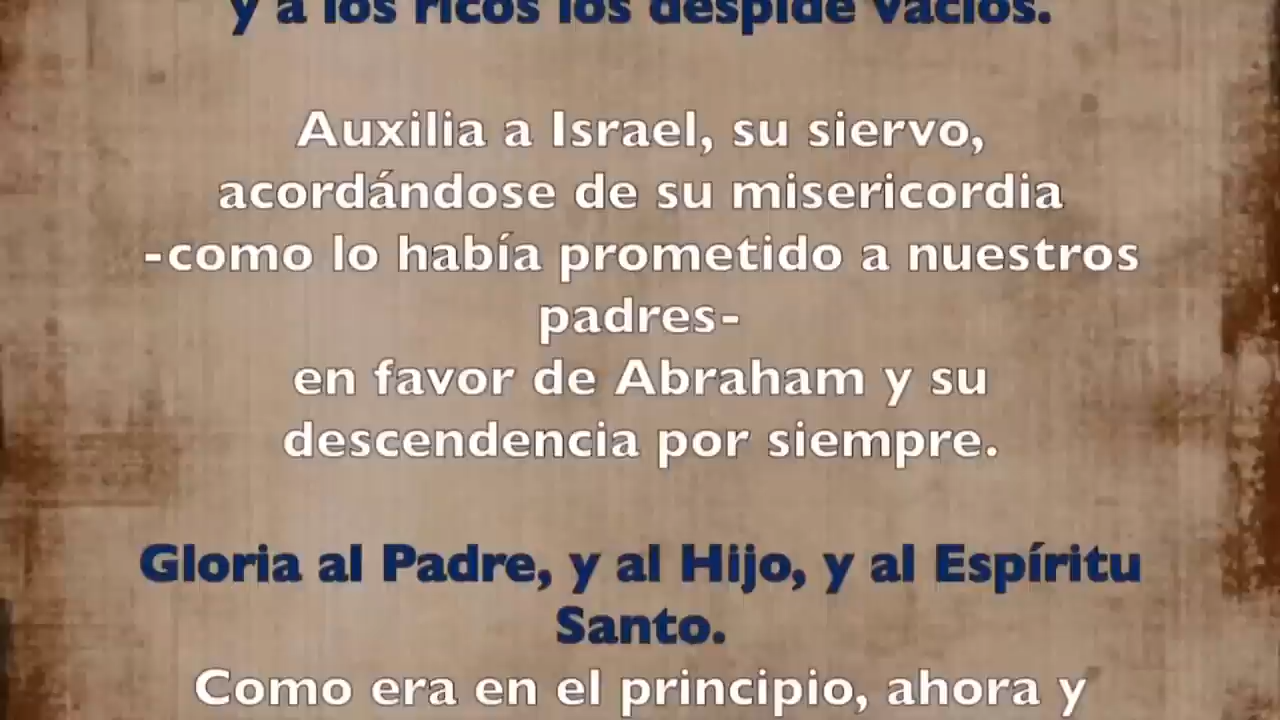 y a los ricos los despide vacíos.
Auxilia a Israel, su siervo,
acordándose de su misericordia
-como lo había prometido a nuestros
padres-
en favor de Abraham y su
descendencia por siempre.
Gloria al Padre, y al Hijo, y al Espíritu
Santo.
Como era en el principio, ahora y